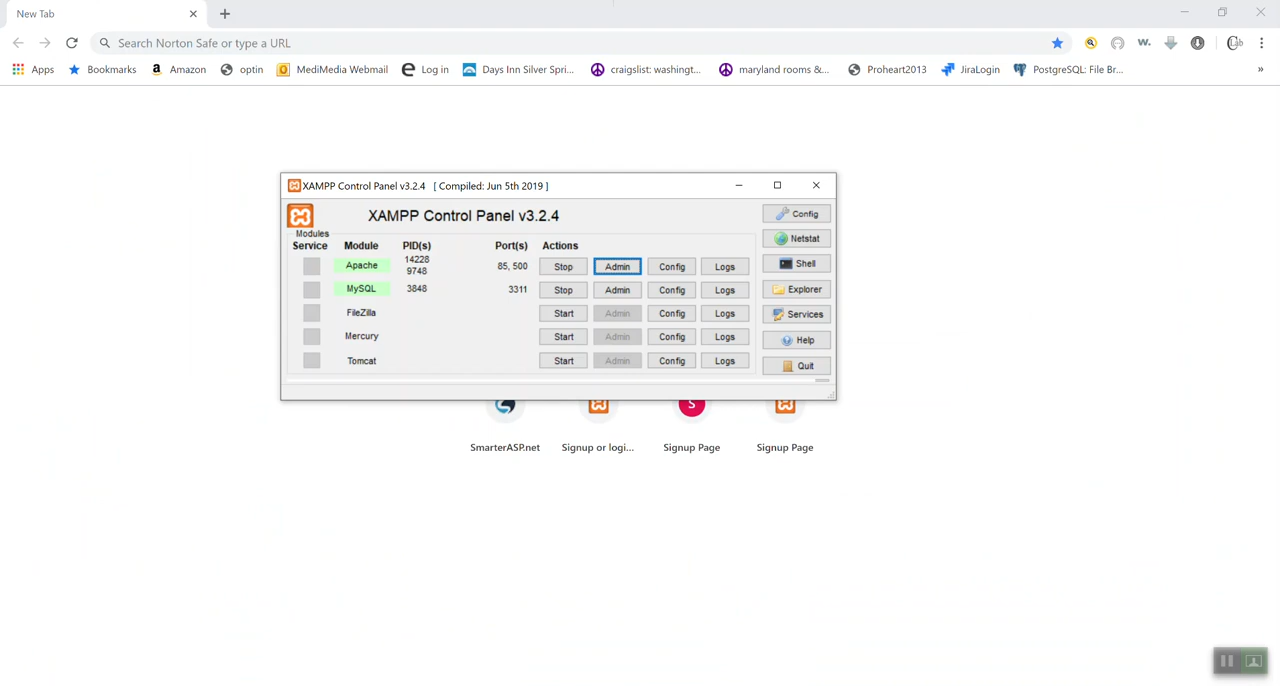 New Tab
Search Norton Safe or type a URL
w.
Apps Bookmarks Amazon optin MediMedia Webmail Log in Days Inn Silver Spri... craigslist: washingt... maryland rooms &... Proheart2013 JiraLogin PostgreSQL: File Br... »
XAMPP Control Panel v3.2.4 [ Compiled: Jun 5th 2019 ]
XAMPP Control Panel v3.2.4 Config
Modules
Service Module PID(s) Port(s) Actions Netstat
Apache 14228 9748 85, 500 Stop Admin Config Logs Shell
MySQL 3848 3311 Stop Admin Config Logs Explorer
FileZilla Start Admin Config Logs Services
Mercury Start Admin Config Logs Help
Tomcat Start Admin Config Logs Quit
S
SmarterASP.net Signup or logi... Signup Page Signup Page